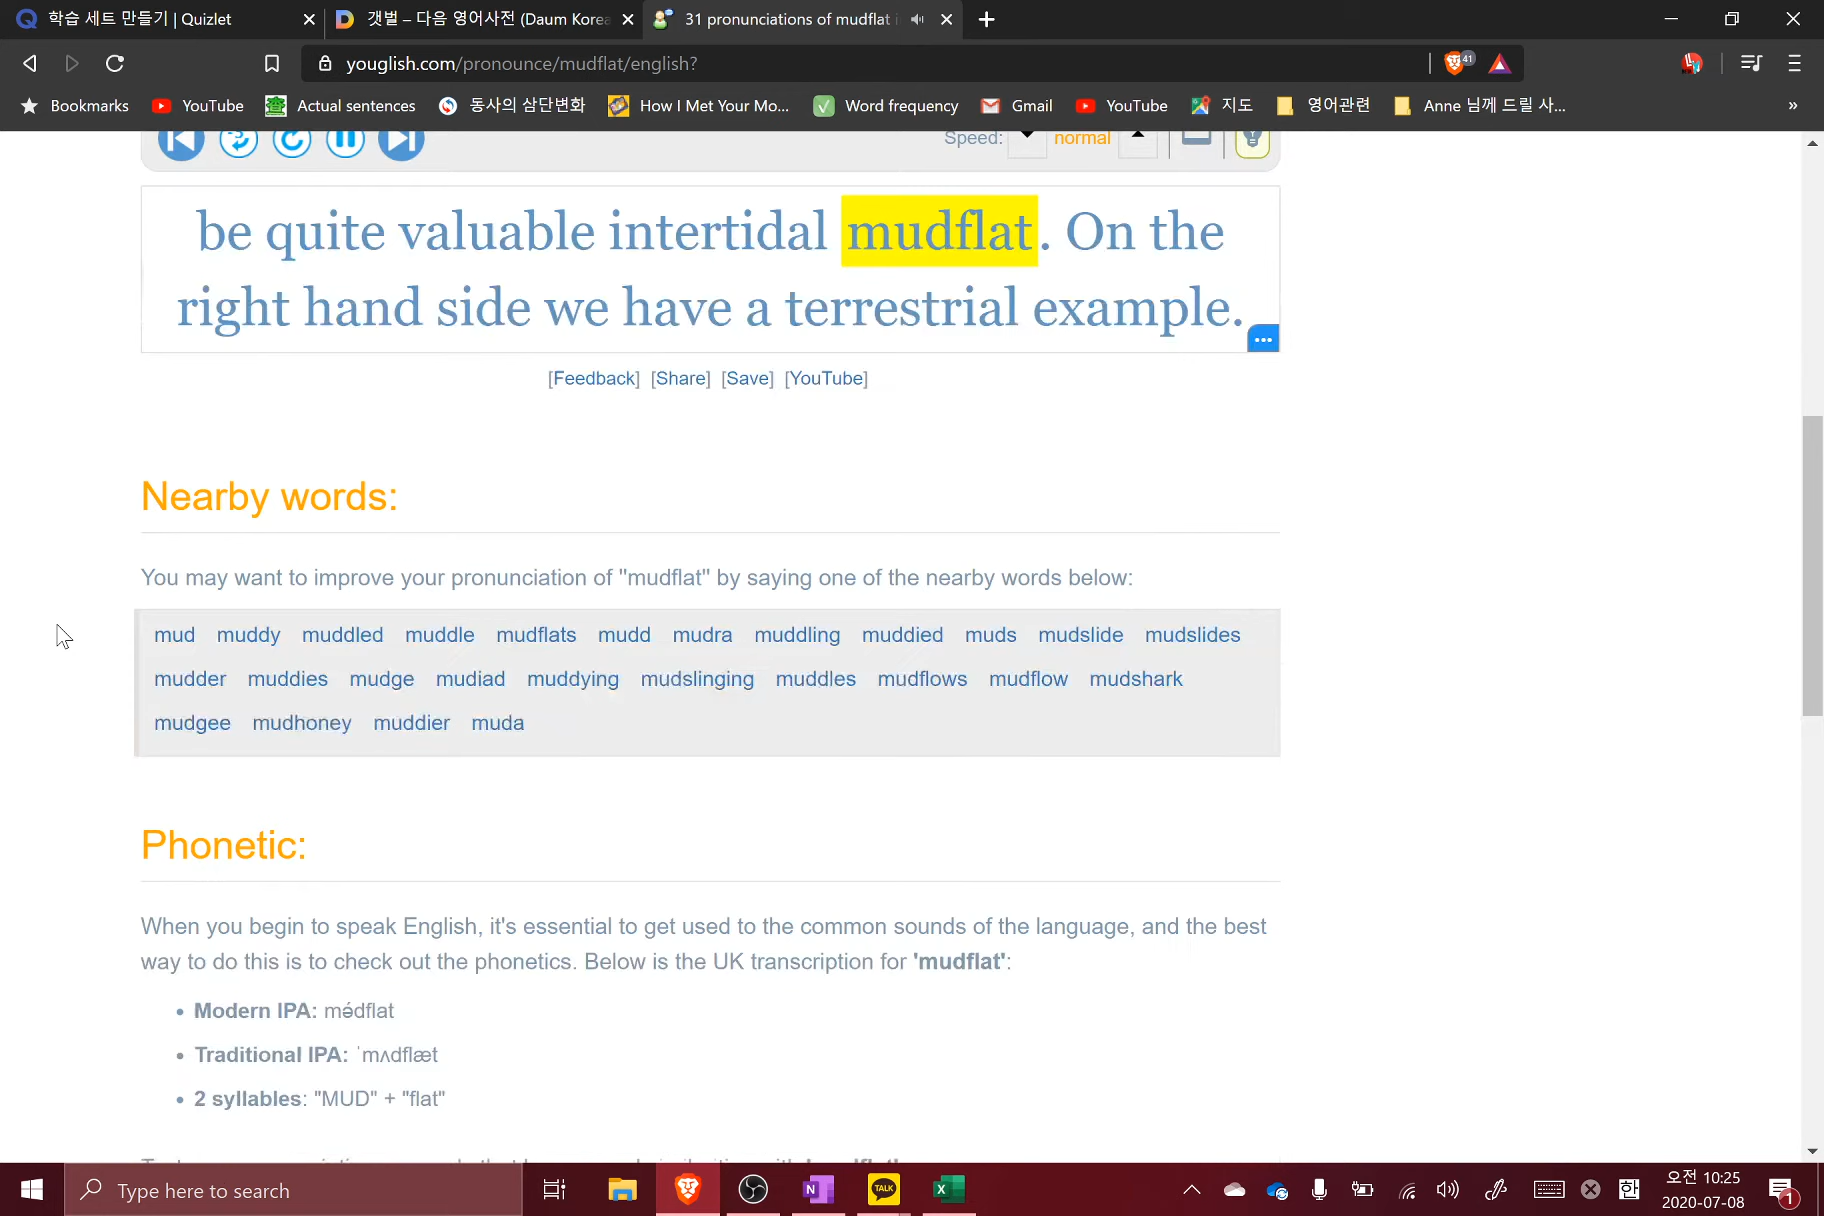 학습 세트 만들기 | Quizlet
갯벌 – 다음 영어사전 (Daum Korea
31 pronunciations of mudflat i
youglish.com/pronounce/mudflat/english?
41
Bookmarks YouTube Actual sentences 동사의 삼단변화 How I Met Your Mo... Word frequency Gmail YouTube 지도 영어관련 Anne 님께 드릴 사... »
Speed: normal
be quite valuable intertidal mudflat. On the
right hand side we have a terrestrial example.
[Feedback] [Share] [Save] [YouTube]
Nearby words:
You may want to improve your pronunciation of "mudflat" by saying one of the nearby words below:
mud muddy muddled muddle mudflats mudd mudra muddling muddied muds mudslide mudslides
mudder muddies mudge mudiad muddying mudslinging muddles mudflows mudflow mudshark
mudgee mudhoney muddier muda
Phonetic:
When you begin to speak English, it's essential to get used to the common sounds of the language, and the best
way to do this is to check out the phonetics. Below is the UK transcription for 'mudflat':
• Modern IPA: mə́dflat
• Traditional IPA: ˈmʌdflæt
• 2 syllables: "MUD" + "flat"
Type here to search
N
TALK
X
한
오전 10:25
2020-07-08
1